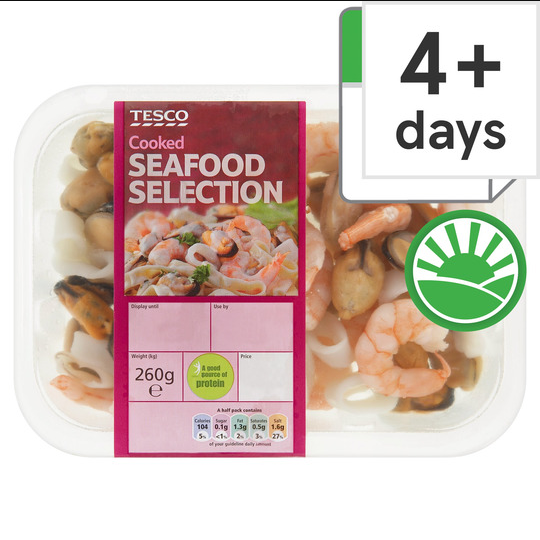 4+
days
TESCO
Cooked
SEAFOOD
SELECTION
Display until
Use by
Weight (kg)
260g
e
A good
source of
protein
Price
A half pack contains
Calories Sugar Fat Saturates Salt
104 0.1g 1.3g 0.5g 1.6g
5% <1% 2% 3% 27%
of your guideline daily amount